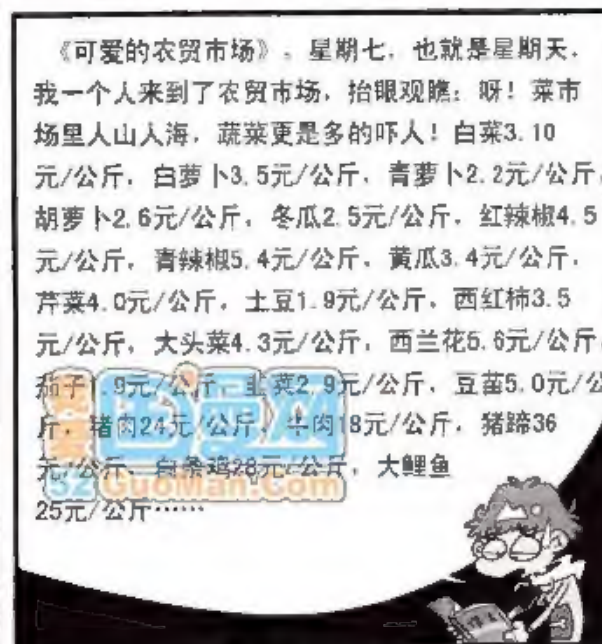 《可爱的农贸市场》。星期七，也就是星期天，
我一个人来到了农贸市场，抬眼观瞧：呀！菜市
场里人山人海，蔬菜更是多的吓人！白菜3.10
元/公斤，白萝卜3.5元/公斤，青萝卜2.2元/公斤，
胡萝卜2.6元/公斤，冬瓜2.5元/公斤，红辣椒4.5
元/公斤，青辣椒5.4元/公斤，黄瓜3.4元/公斤，
芹菜4.0元/公斤，土豆1.9元/公斤，西红柿3.5
元/公斤，大头菜4.3元/公斤，西兰花5.6元/公斤，
茄子1.9元/公斤，韭菜2.9元/公斤，豆苗5.0元/公
斤，猪肉24元/公斤，牛肉18元/公斤，猪蹄36
元/公斤，白条鸡28元/公斤，大鲤鱼
25元/公斤……
52GuoMan.Com